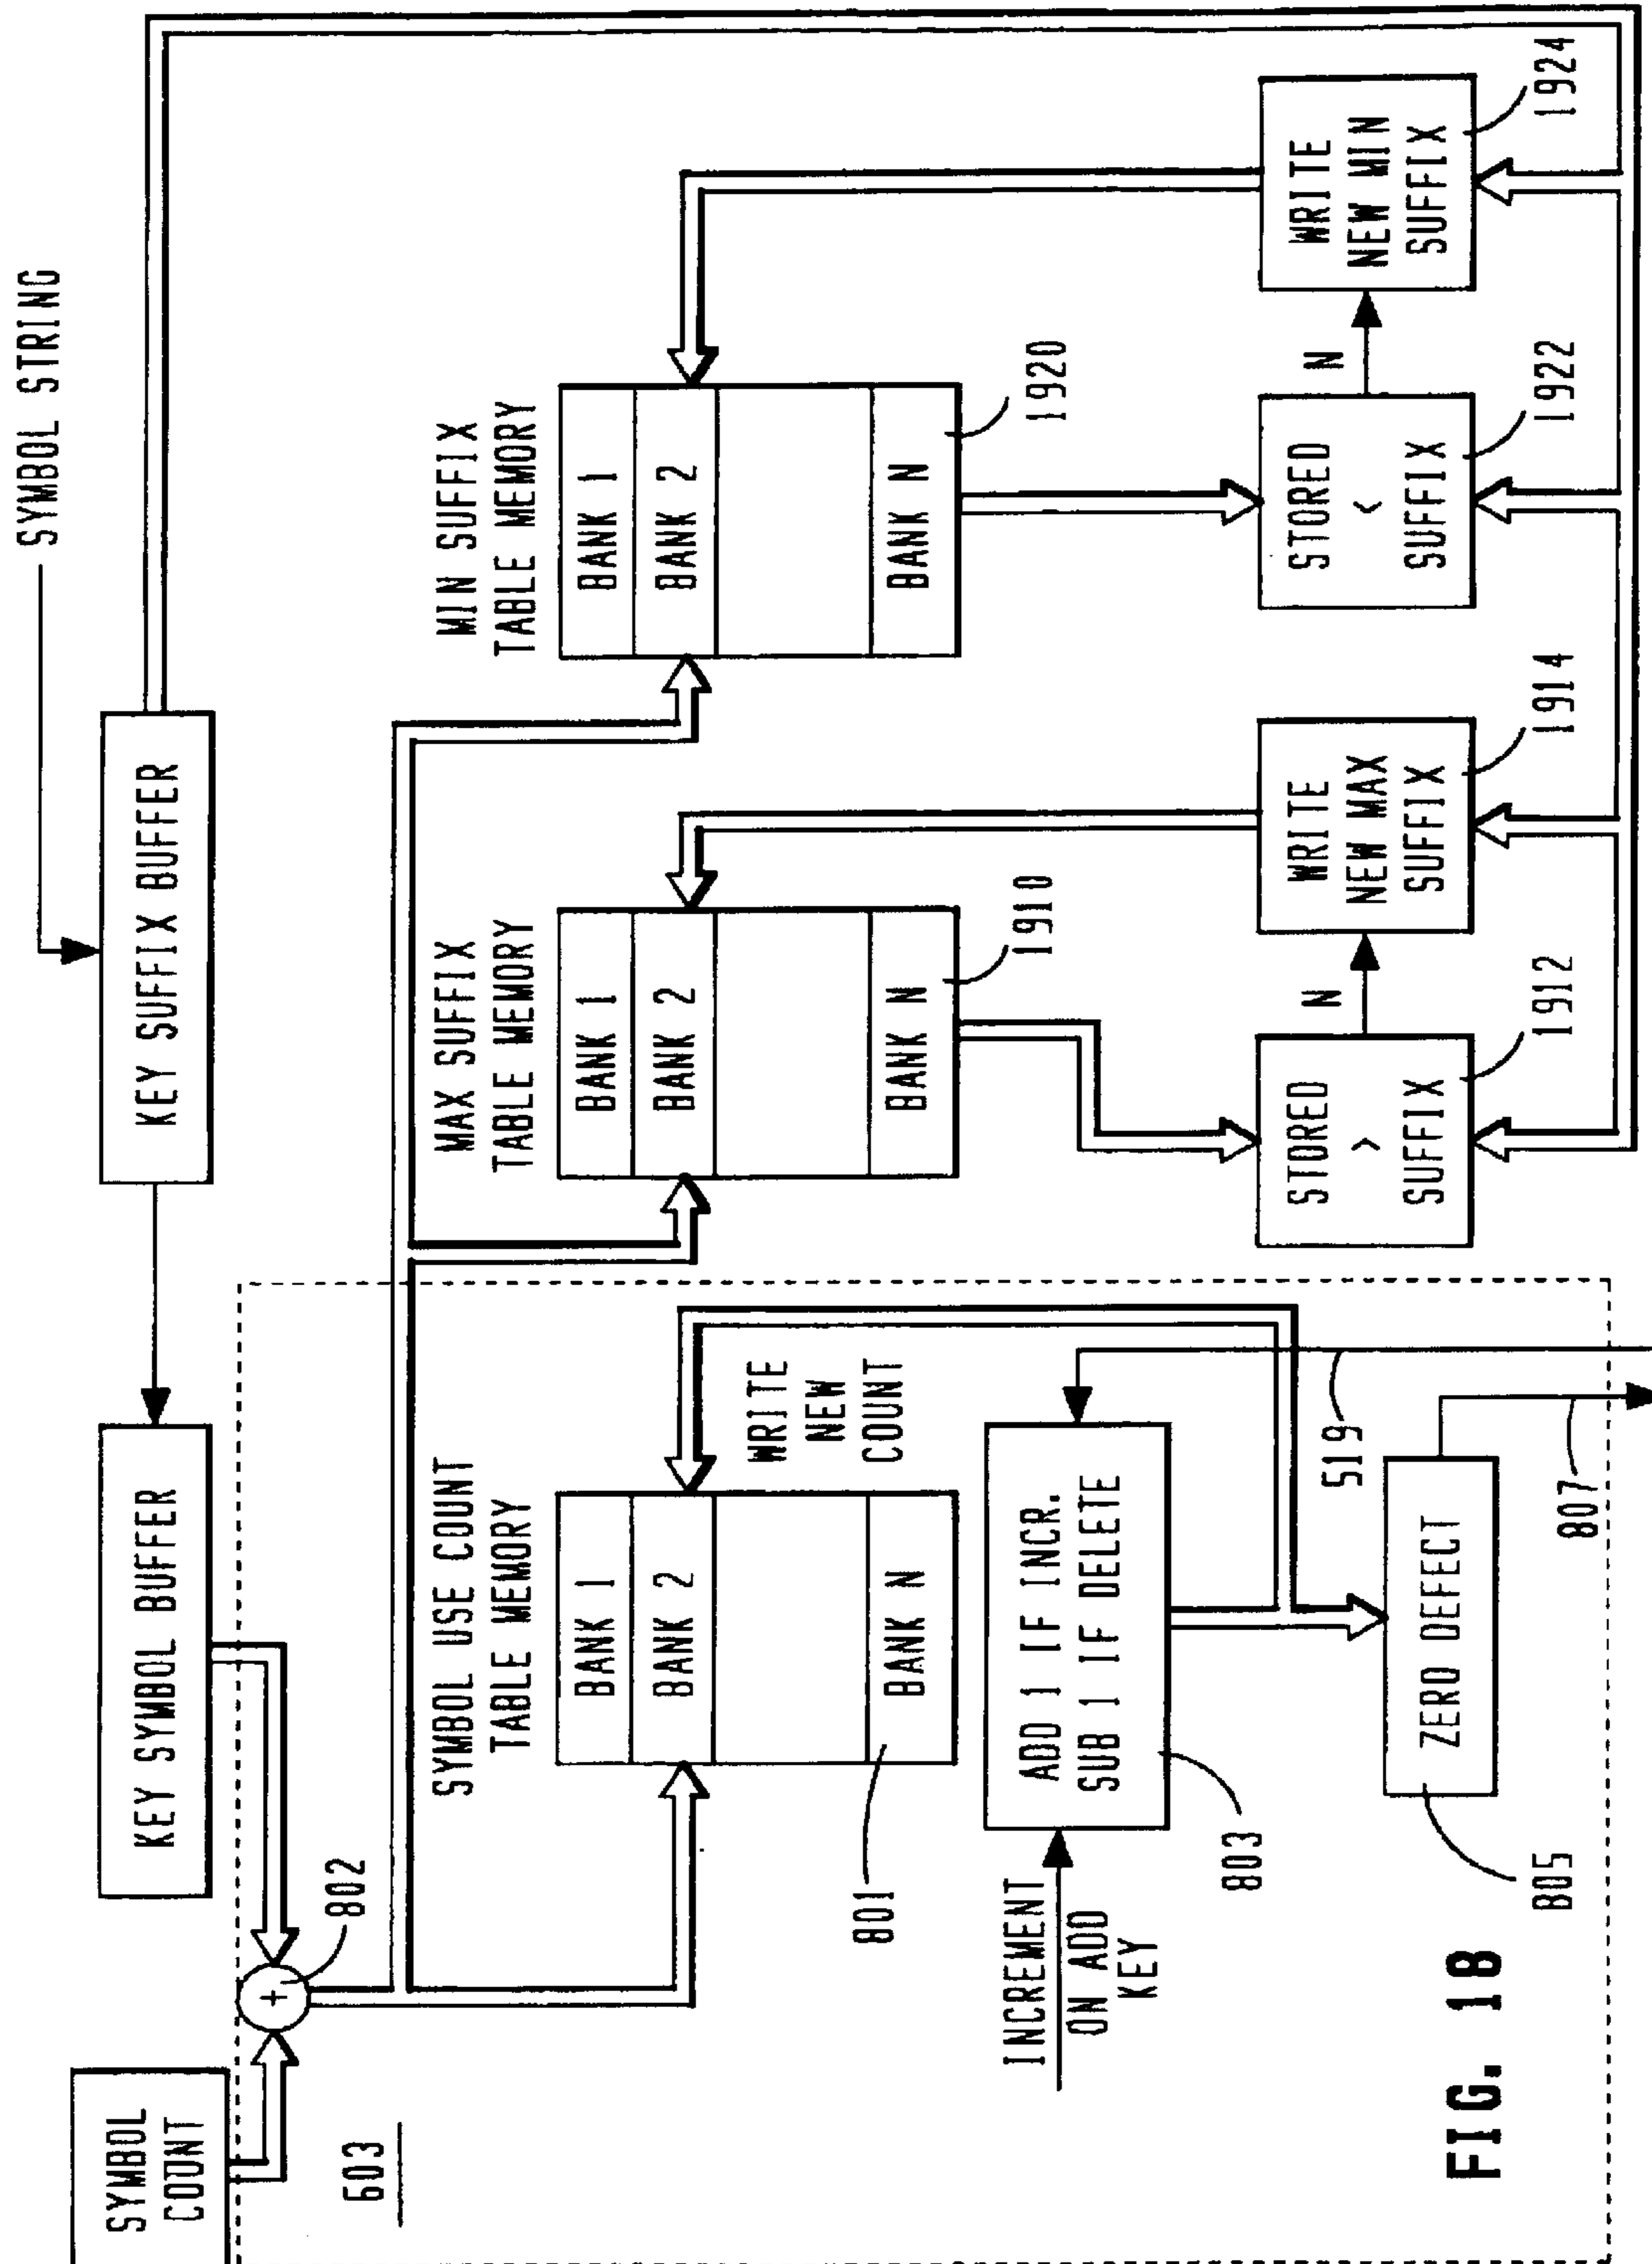 SYMBOL STRING
SYMBOL
COUNT
KEY SYMBOL BUFFER
KEY SUFFIX BUFFER
802
603
SYMBOL USE COUNT
TABLE MEMORY
BANK 1
BANK 2
BANK N
801
WRITE
NEW
COUNT
MAX SUFFIX
TABLE MEMORY
BANK 1
BANK 2
BANK N
1910
MIN SUFFIX
TABLE MEMORY
BANK 1
BANK 2
BANK N
1920
INCREMENT
ON ADD
KEY
ADD 1 IF INCR.
SUB 1 IF DELETE
803
519
ZERO DEFECT
805
807
STORED
>
SUFFIX
1912
N
WRITE
NEW MAX
SUFFIX
1914
STORED
<
SUFFIX
1922
N
WRITE
NEW MIN
SUFFIX
1924
+
FIG. 18